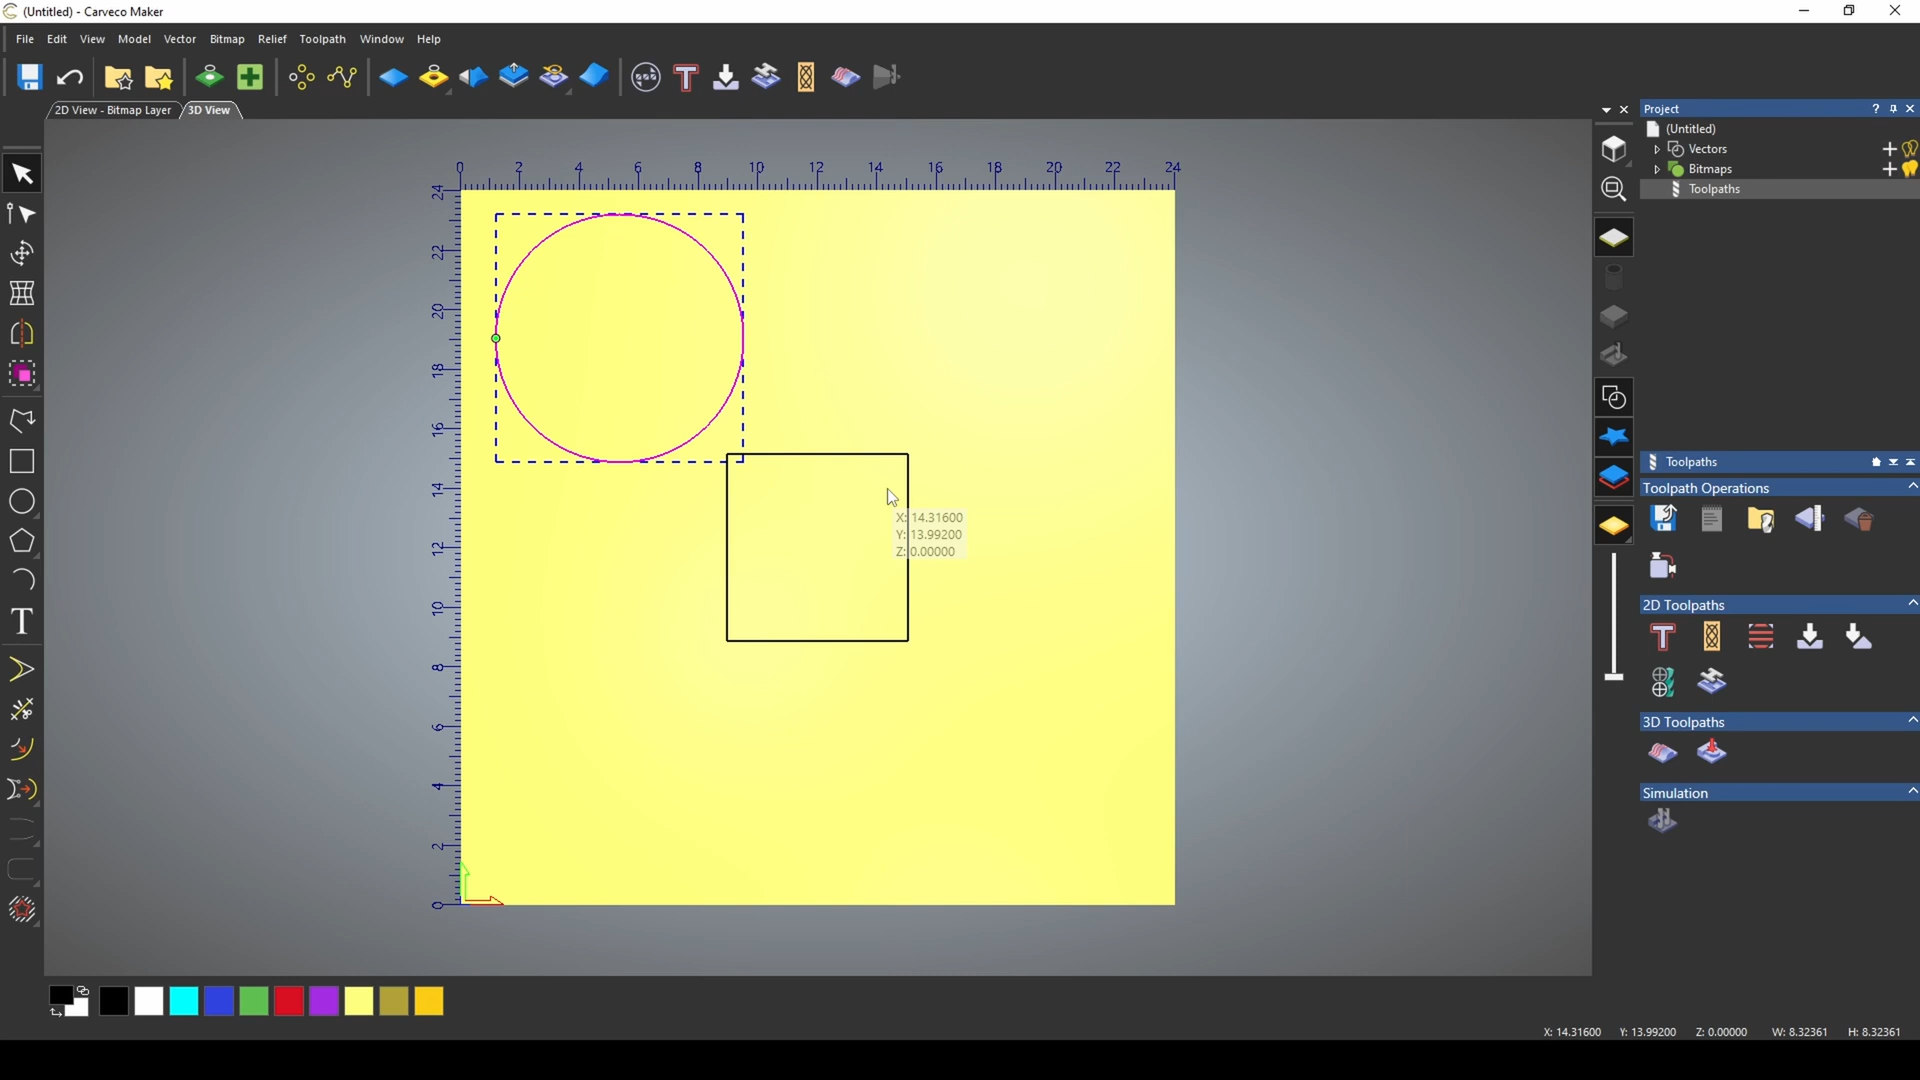 (Untitled) - Carveco Maker
File Edit View Model Vector Bitmap Relief Toolpath Window Help
2D View - Bitmap Layer 3D View
Project
(Untitled)
Vectors
Bitmaps
Toolpaths
0 2 4 6 8 10 12 14 16 18 20 22 24
24
22
20
18
16
14
12
10
8
6
4
2
0
X: 14.31600
Y: 13.99200
Z: 0.00000
T
Toolpaths
Toolpath Operations
2D Toolpaths
3D Toolpaths
Simulation
X: 14.31600 Y: 13.99200 Z: 0.00000 W: 8.32361 H: 8.32361